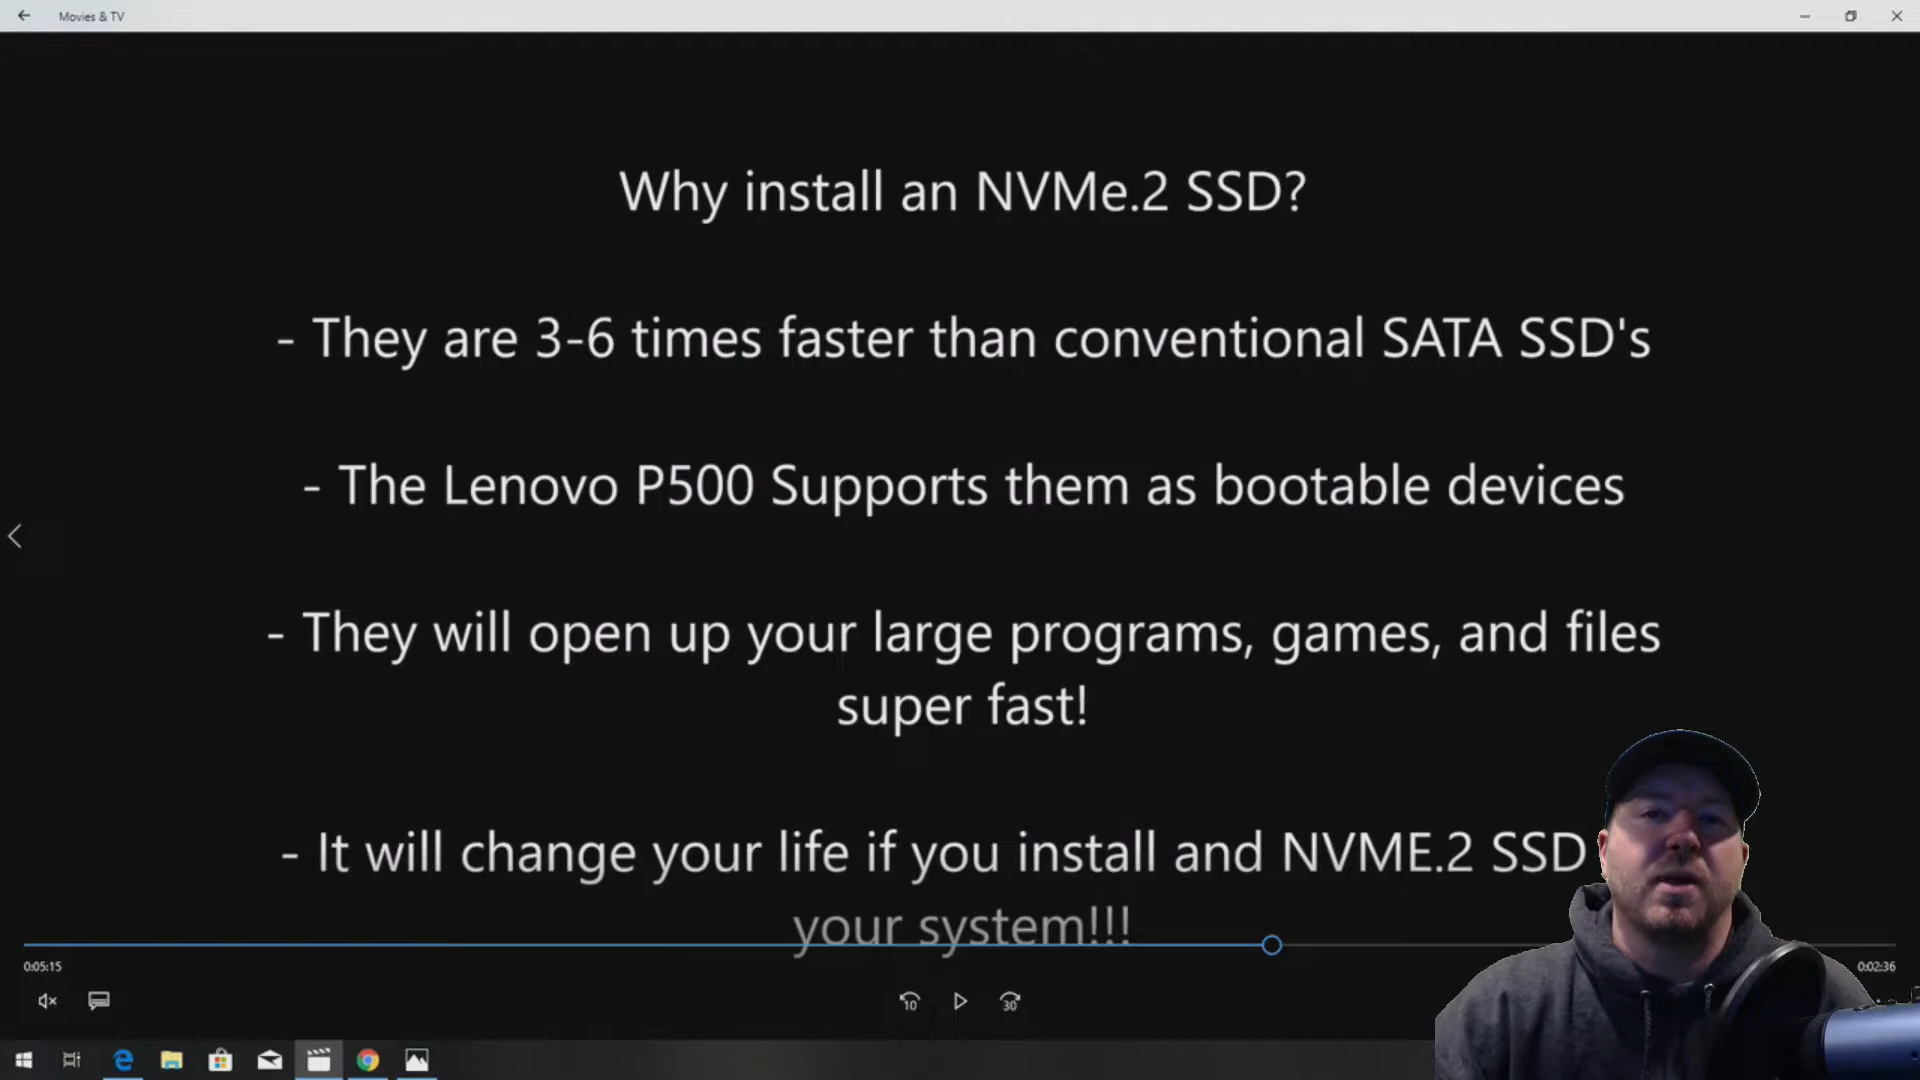 Movies & TV
Why install an NVMe.2 SSD?
- They are 3-6 times faster than conventional SATA SSD's
- The Lenovo P500 Supports them as bootable devices
- They will open up your large programs, games, and files
super fast!
- It will change your life if you install and NVME.2 SSD
your system!!!
0:05:15
0:02:36
10
30